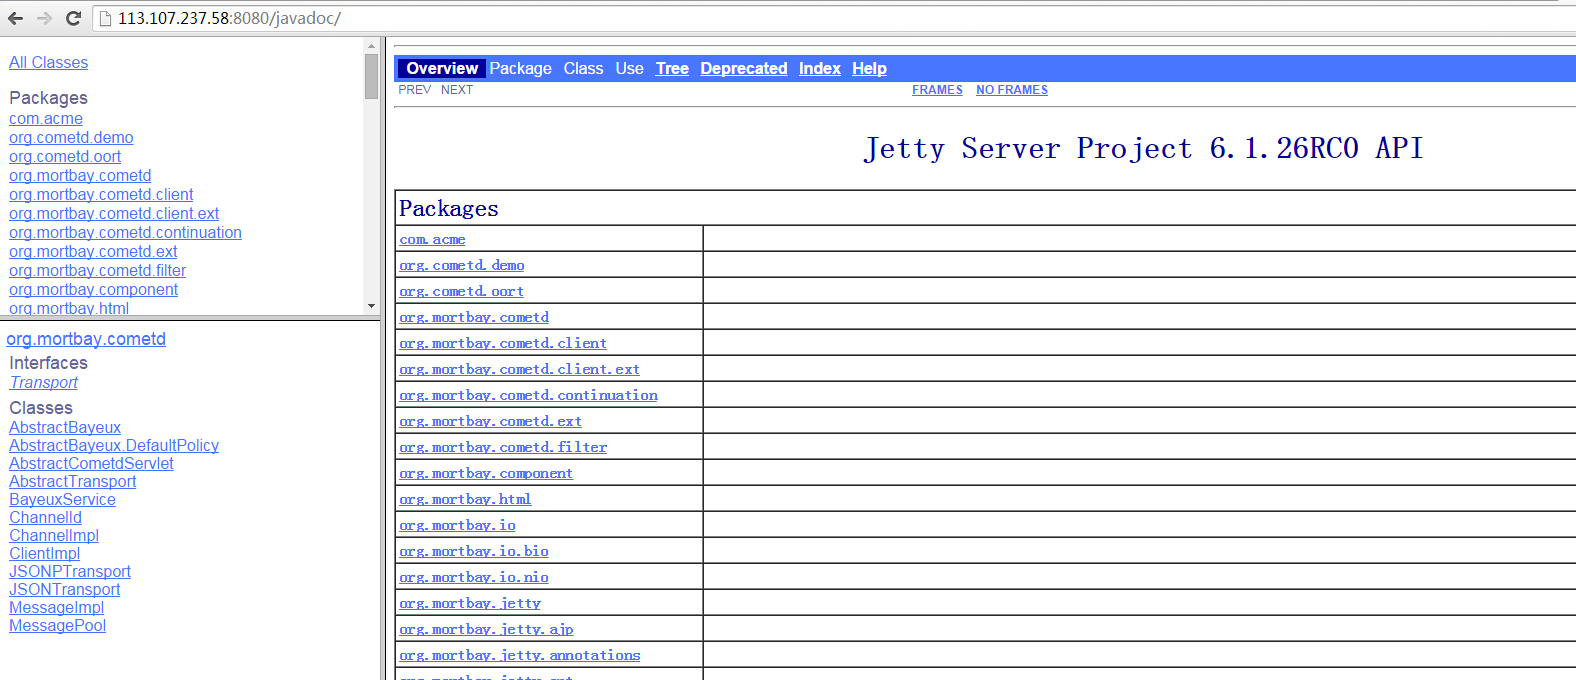 113.107.237.58:8080/javadoc/
All Classes
Packages
com.acme
org.cometd.demo
org.cometd.oort
org.mortbay.cometd
org.mortbay.cometd.client
org.mortbay.cometd.client.ext
org.mortbay.cometd.continuation
org.mortbay.cometd.ext
org.mortbay.cometd.filter
org.mortbay.component
org.mortbay.html
org.mortbay.cometd
Interfaces
Transport
Classes
AbstractBayeux
AbstractBayeux.DefaultPolicy
AbstractCometdServlet
AbstractTransport
BayeuxService
ChannelId
ChannelImpl
ClientImpl
JSONPTransport
JSONTransport
MessageImpl
MessagePool
Overview Package Class Use Tree Deprecated Index Help
PREV NEXT FRAMES NO FRAMES
Jetty Server Project 6.1.26RC0 API
Packages
com.acme
org.cometd.demo
org.cometd.oort
org.mortbay.cometd
org.mortbay.cometd.client
org.mortbay.cometd.client.ext
org.mortbay.cometd.continuation
org.mortbay.cometd.ext
org.mortbay.cometd.filter
org.mortbay.component
org.mortbay.html
org.mortbay.io
org.mortbay.io.bio
org.mortbay.io.nio
org.mortbay.jetty
org.mortbay.jetty.ajp
org.mortbay.jetty.annotations